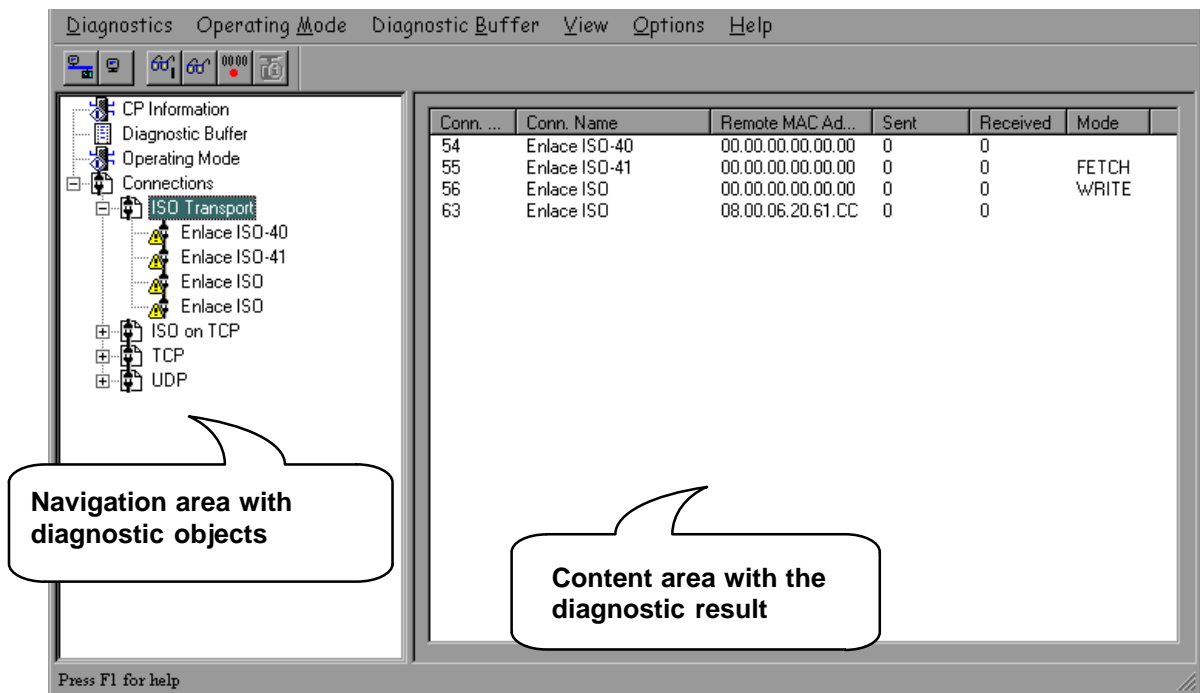 Diagnostics Operating Mode Diagnostic Buffer View Options Help
00 00
CP Information
Diagnostic Buffer
Operating Mode
Connections
ISO Transport
Enlace ISO-40
Enlace ISO-41
Enlace ISO
Enlace ISO
ISO on TCP
TCP
UDP
Conn. ... Conn. Name Remote MAC Ad... Sent Received Mode
54 Enlace ISO-40 00.00.00.00.00.00 0 0
55 Enlace ISO-41 00.00.00.00.00.00 0 0 FETCH
56 Enlace ISO 00.00.00.00.00.00 0 0 WRITE
63 Enlace ISO 08.00.06.20.61.CC 0 0
Navigation area with
diagnostic objects
Content area with the
diagnostic result
Press F1 for help